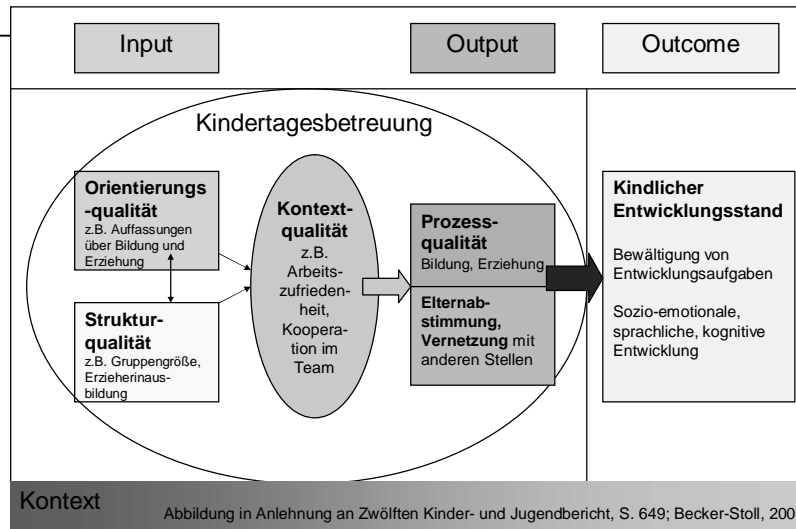 Input
Output
Outcome
Kindertagesbetreuung
Orientierungs
-qualität
z.B. Auffassungen
über Bildung und
Erziehung
Struktur-
qualität
z.B. Gruppengröße,
Erzieherinaus-
bildung
Kontext-
qualität
z.B.
Arbeits-
zufrieden-
heit,
Koopera-
tion im
Team
Prozess-
qualität
Bildung, Erziehung
Elternab-
stimmung,
Vernetzung mit
anderen Stellen
Kindlicher
Entwicklungsstand
Bewältigung von
Entwicklungsaufgaben
Sozio-emotionale,
sprachliche, kognitive
Entwicklung
Kontext
Abbildung in Anlehnung an Zwölften Kinder- und Jugendbericht, S. 649; Becker-Stoll, 200